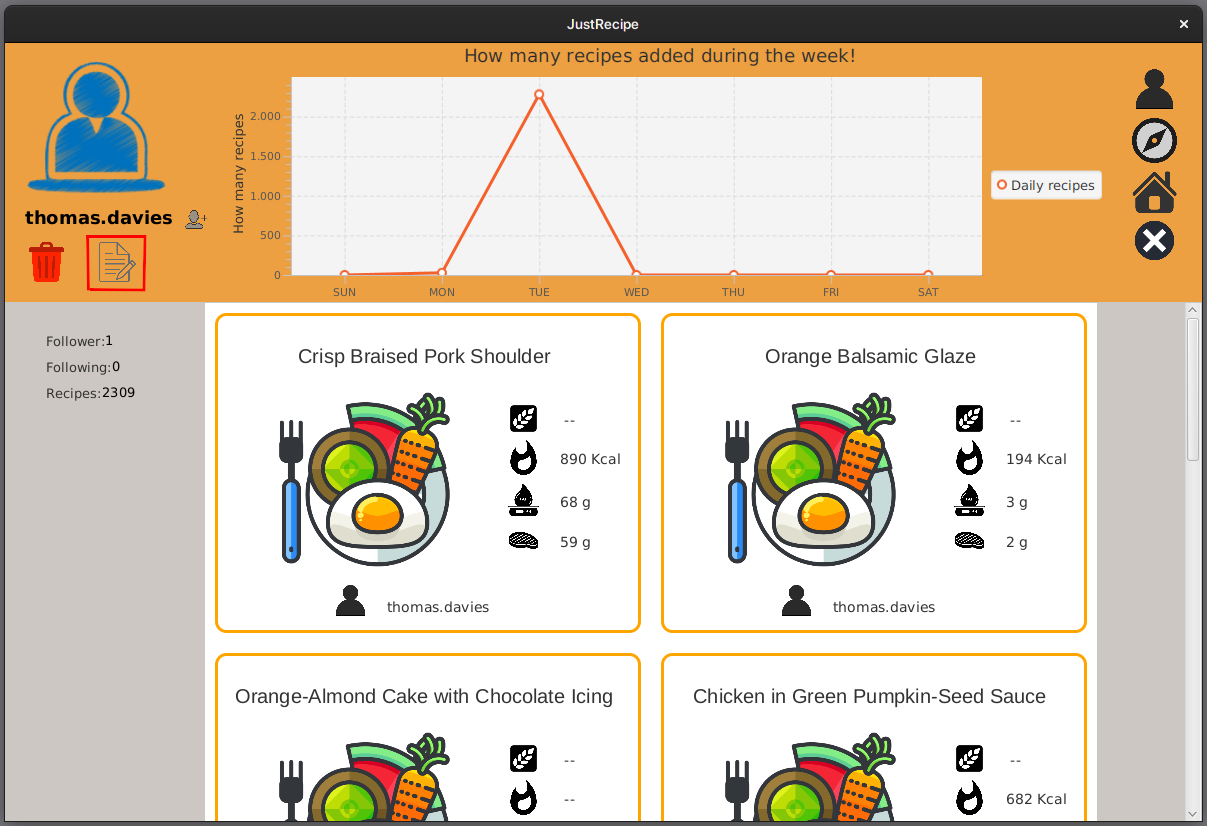 JustRecipe
How many recipes added during the week!
How many recipes
2.000
1.500
1.000
500
0
SUN MON TUE WED THU FRI SAT
Daily recipes
thomas.davies
Follower:1
Following:0
Recipes:2309
Crisp Braised Pork Shoulder
--
890 Kcal
68 g
59 g
thomas.davies
Orange Balsamic Glaze
--
194 Kcal
3 g
2 g
thomas.davies
Orange-Almond Cake with Chocolate Icing
--
--
Chicken in Green Pumpkin-Seed Sauce
--
682 Kcal